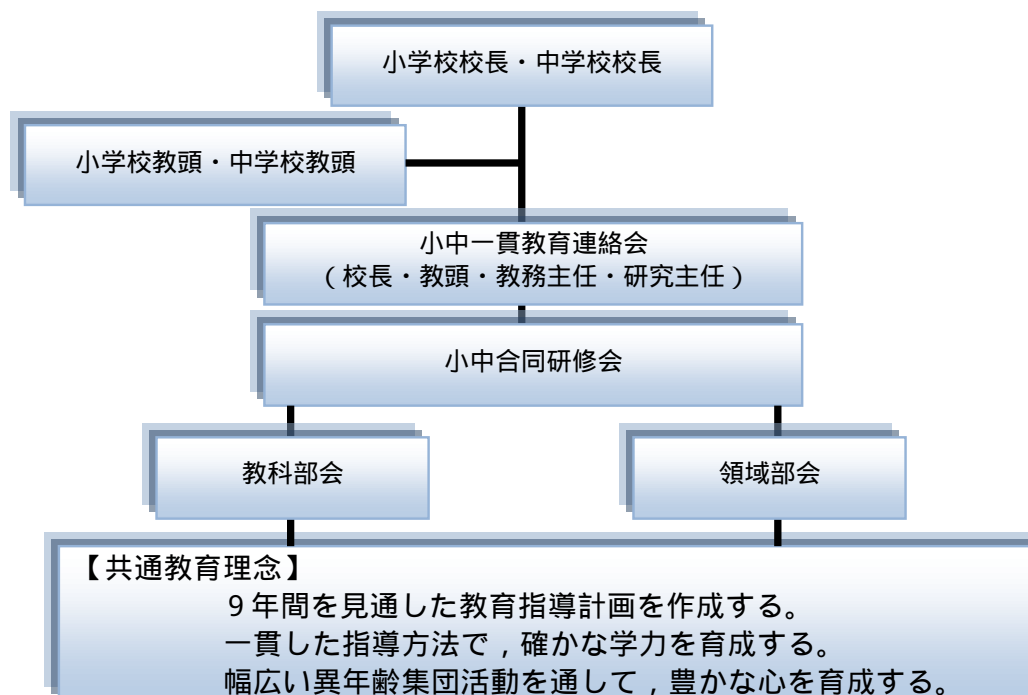 小学校校長・中学校校長
小学校教頭・中学校教頭
小中一貫教育連絡会
（校長・教頭・教務主任・研究主任）
小中合同研修会
教科部会
領域部会
【共通教育理念】
９年間を見通した教育指導計画を作成する。
一貫した指導方法で，確かな学力を育成する。
幅広い異年齢集団活動を通して，豊かな心を育成する。